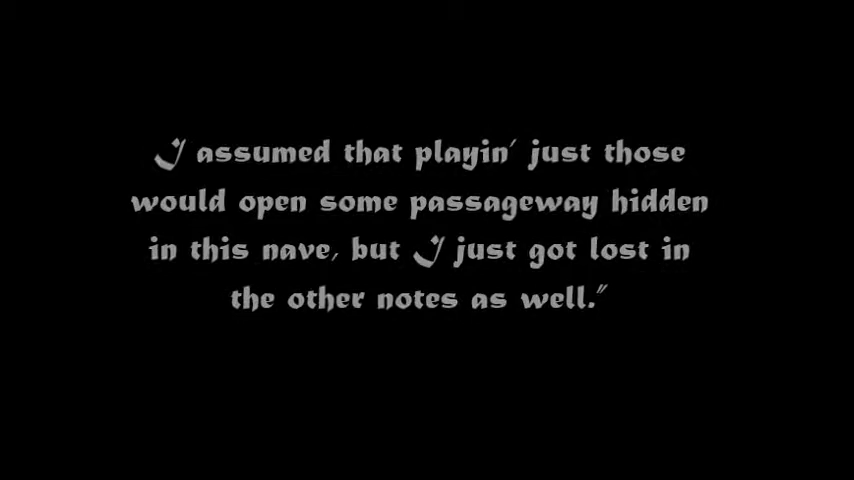 I assumed that playin' just those
would open some passageway hidden
in this nave, but I just got lost in
the other notes as well."